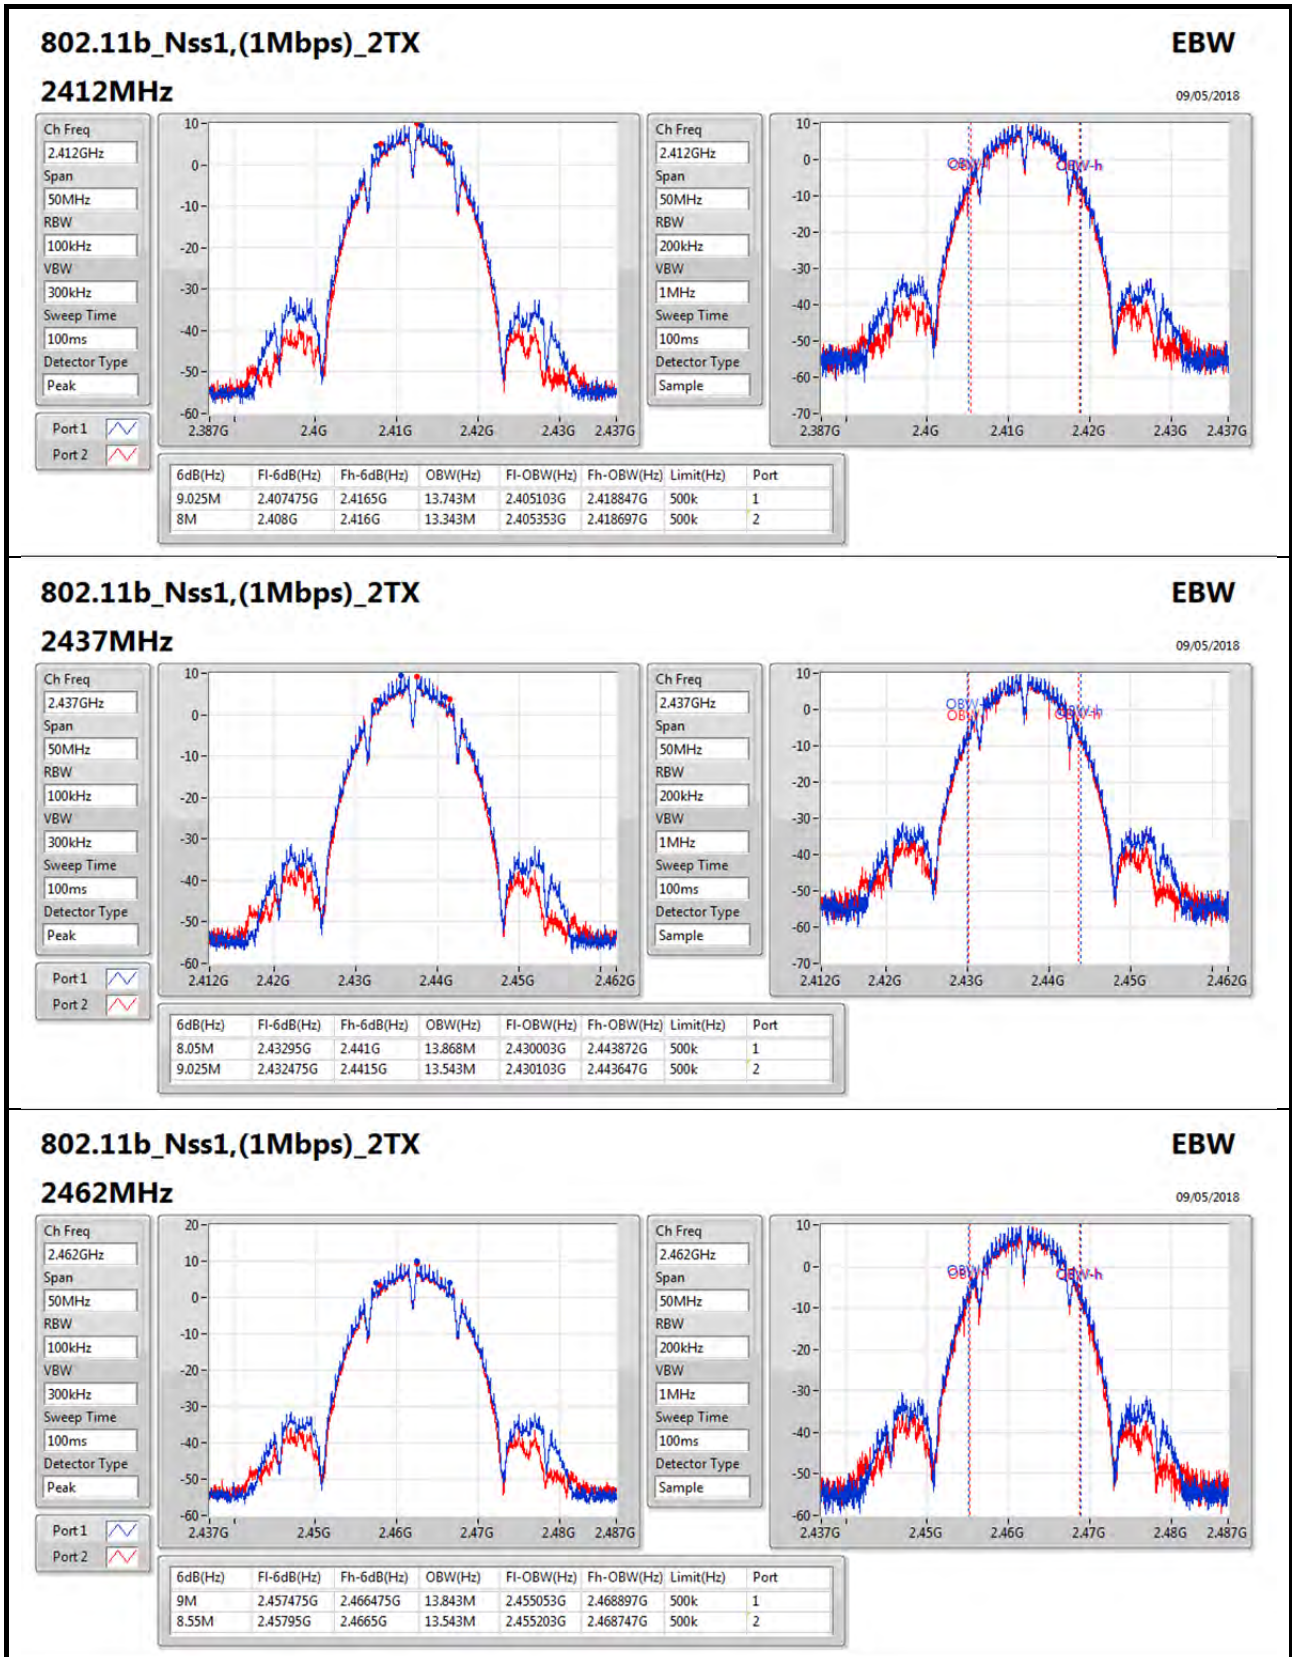 802.11b_Nss1,(1Mbps)_2TX EBW
2412MHz 09/05/2018
Ch Freq
2.412GHz
Span
50MHz
RBW
100kHz
VBW
300kHz
Sweep Time
100ms
Detector Type
Peak
Port 1
Port 2
10
0
-10
-20
-30
-40
-50
-60
2.387G 2.4G 2.41G 2.42G 2.43G 2.437G
Ch Freq
2.412GHz
Span
50MHz
RBW
200kHz
VBW
1MHz
Sweep Time
100ms
Detector Type
Sample
10
0
-10
-20
-30
-40
-50
-60
-70
OBW-h
2.387G 2.4G 2.41G 2.42G 2.43G 2.437G
6dB(Hz) Fl-6dB(Hz) Fh-6dB(Hz) OBW(Hz) Fl-OBW(Hz) Fh-OBW(Hz) Limit(Hz) Port
9.025M 2.407475G 2.4165G 13.743M 2.405103G 2.418847G 500k 1
8M 2.408G 2.416G 13.343M 2.405353G 2.418697G 500k 2
802.11b_Nss1,(1Mbps)_2TX EBW
2437MHz 09/05/2018
Ch Freq
2.437GHz
Span
50MHz
RBW
100kHz
VBW
300kHz
Sweep Time
100ms
Detector Type
Peak
Port 1
Port 2
10
0
-10
-20
-30
-40
-50
-60
2.412G 2.42G 2.43G 2.44G 2.45G 2.462G
Ch Freq
2.437GHz
Span
50MHz
RBW
200kHz
VBW
1MHz
Sweep Time
100ms
Detector Type
Sample
10
0
-10
-20
-30
-40
-50
-60
-70
OBW-h
2.412G 2.42G 2.43G 2.44G 2.45G 2.462G
6dB(Hz) Fl-6dB(Hz) Fh-6dB(Hz) OBW(Hz) Fl-OBW(Hz) Fh-OBW(Hz) Limit(Hz) Port
8.05M 2.43295G 2.441G 13.868M 2.430003G 2.443872G 500k 1
9.025M 2.432475G 2.4415G 13.543M 2.430103G 2.443647G 500k 2
802.11b_Nss1,(1Mbps)_2TX EBW
2462MHz 09/05/2018
Ch Freq
2.462GHz
Span
50MHz
RBW
100kHz
VBW
300kHz
Sweep Time
100ms
Detector Type
Peak
Port 1
Port 2
20
10
0
-10
-20
-30
-40
-50
-60
2.437G 2.45G 2.46G 2.47G 2.48G 2.487G
Ch Freq
2.462GHz
Span
50MHz
RBW
200kHz
VBW
1MHz
Sweep Time
100ms
Detector Type
Sample
10
0
-10
-20
-30
-40
-50
-60
OBW-h
2.437G 2.45G 2.46G 2.47G 2.48G 2.487G
6dB(Hz) Fl-6dB(Hz) Fh-6dB(Hz) OBW(Hz) Fl-OBW(Hz) Fh-OBW(Hz) Limit(Hz) Port
9M 2.457475G 2.466475G 13.843M 2.455053G 2.468897G 500k 1
8.55M 2.45795G 2.4665G 13.543M 2.455203G 2.468747G 500k 2